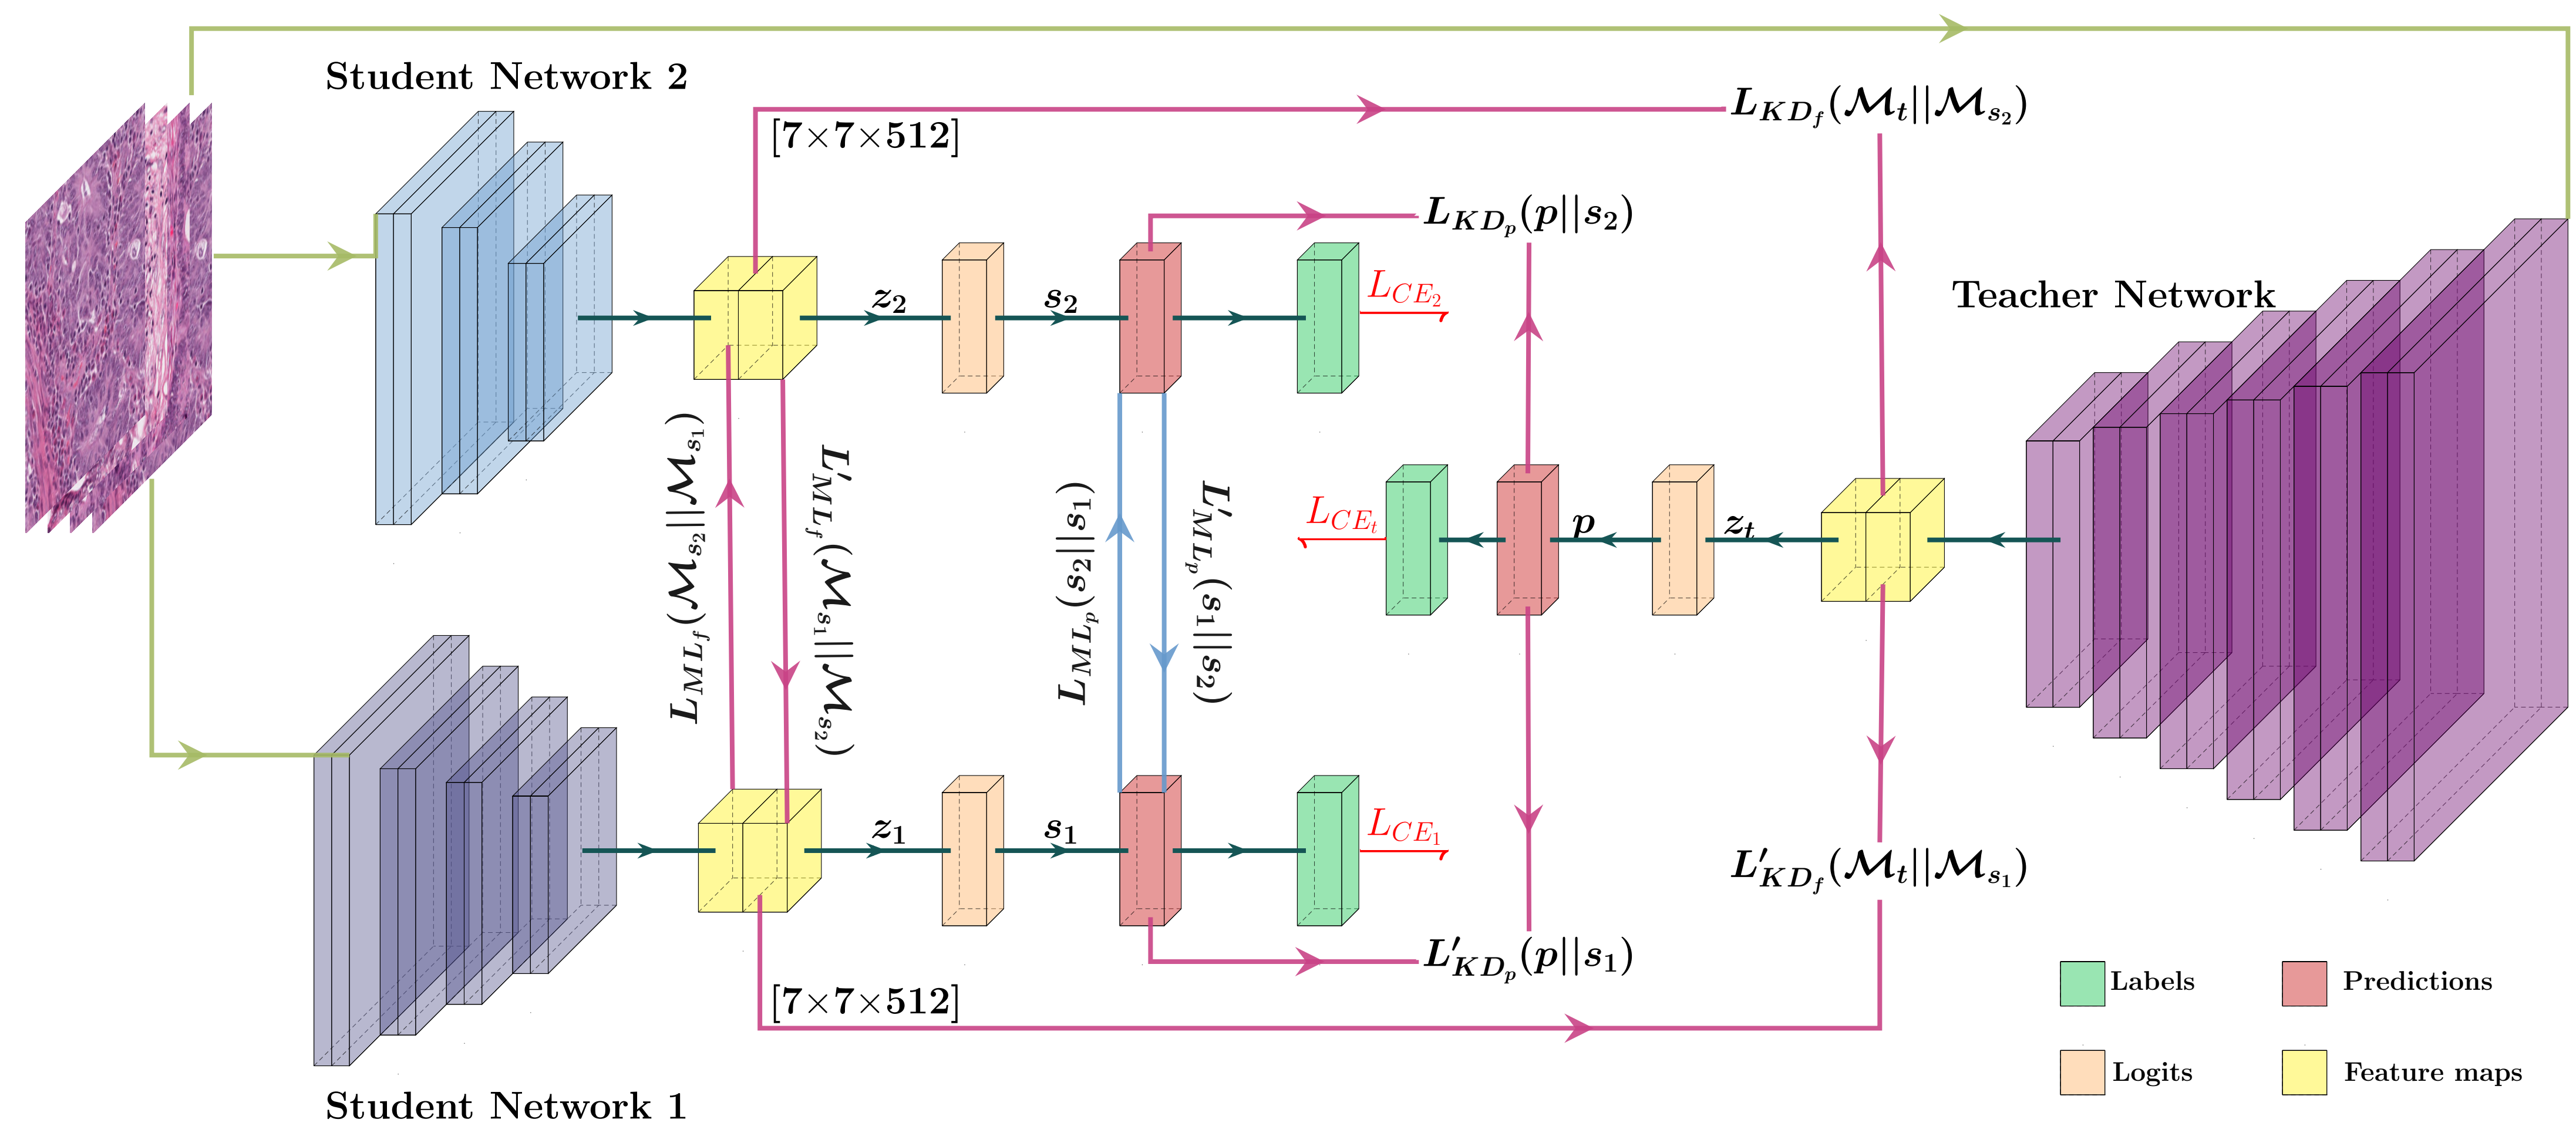 Student Network 2
[7×7×512]
L_{KD_f}(ℳ_t||ℳ_{s_2})
L_{KD_p}(p||s_2)
Teacher Network
z_2
s_2
L_{CE_2}
L_{ML_f}(ℳ_{s_2}||ℳ_{s_1})
L'_{ML_f}(ℳ_{s_1}||ℳ_{s_2})
L_{ML_p}(s_2||s_1)
L'_{ML_p}(s_1||s_2)
L_{CE_t}
p
z_t
z_1
s_1
L_{CE_1}
L'_{KD_f}(ℳ_t||ℳ_{s_1})
L'_{KD_p}(p||s_1)
[7×7×512]
Student Network 1
Labels
Predictions
Logits
Feature maps